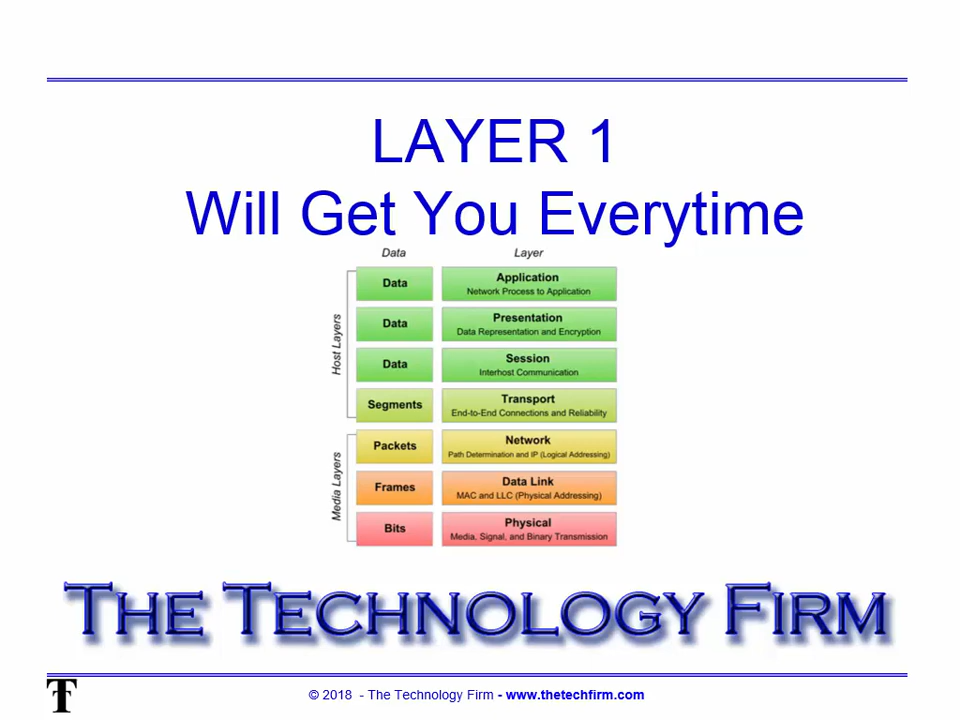 LAYER 1
Will Get You Everytime
Data Layer
Host Layers
Data Application
Network Process to Application
Data Presentation
Data Representation and Encryption
Data Session
Interhost Communication
Segments Transport
End-to-End Connections and Reliability
Media Layers
Packets Network
Path Determination and IP (Logical Addressing)
Frames Data Link
MAC and LLC (Physical Addressing)
Bits Physical
Media, Signal, and Binary Transmission
THE TECHNOLOGY FIRM
TT
© 2018 - The Technology Firm - www.thetechfirm.com